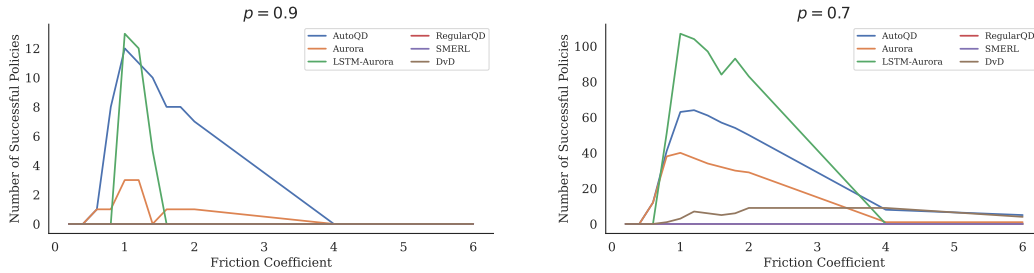 p = 0.9
Number of Successful Policies
12
10
8
6
4
2
0
AutoQD
Aurora
LSTM-Aurora
RegularQD
SMERL
DvD
0 1 2 3 4 5 6
Friction Coefficient
p = 0.7
Number of Successful Policies
100
80
60
40
20
0
AutoQD
Aurora
LSTM-Aurora
RegularQD
SMERL
DvD
0 1 2 3 4 5 6
Friction Coefficient